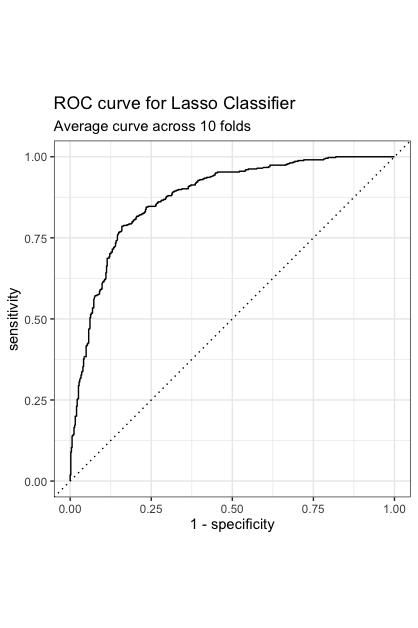 ROC curve for Lasso Classifier
Average curve across 10 folds
1.00
0.75
0.50
0.25
0.00
sensitivity
0.00 0.25 0.50 0.75 1.00
1 - specificity